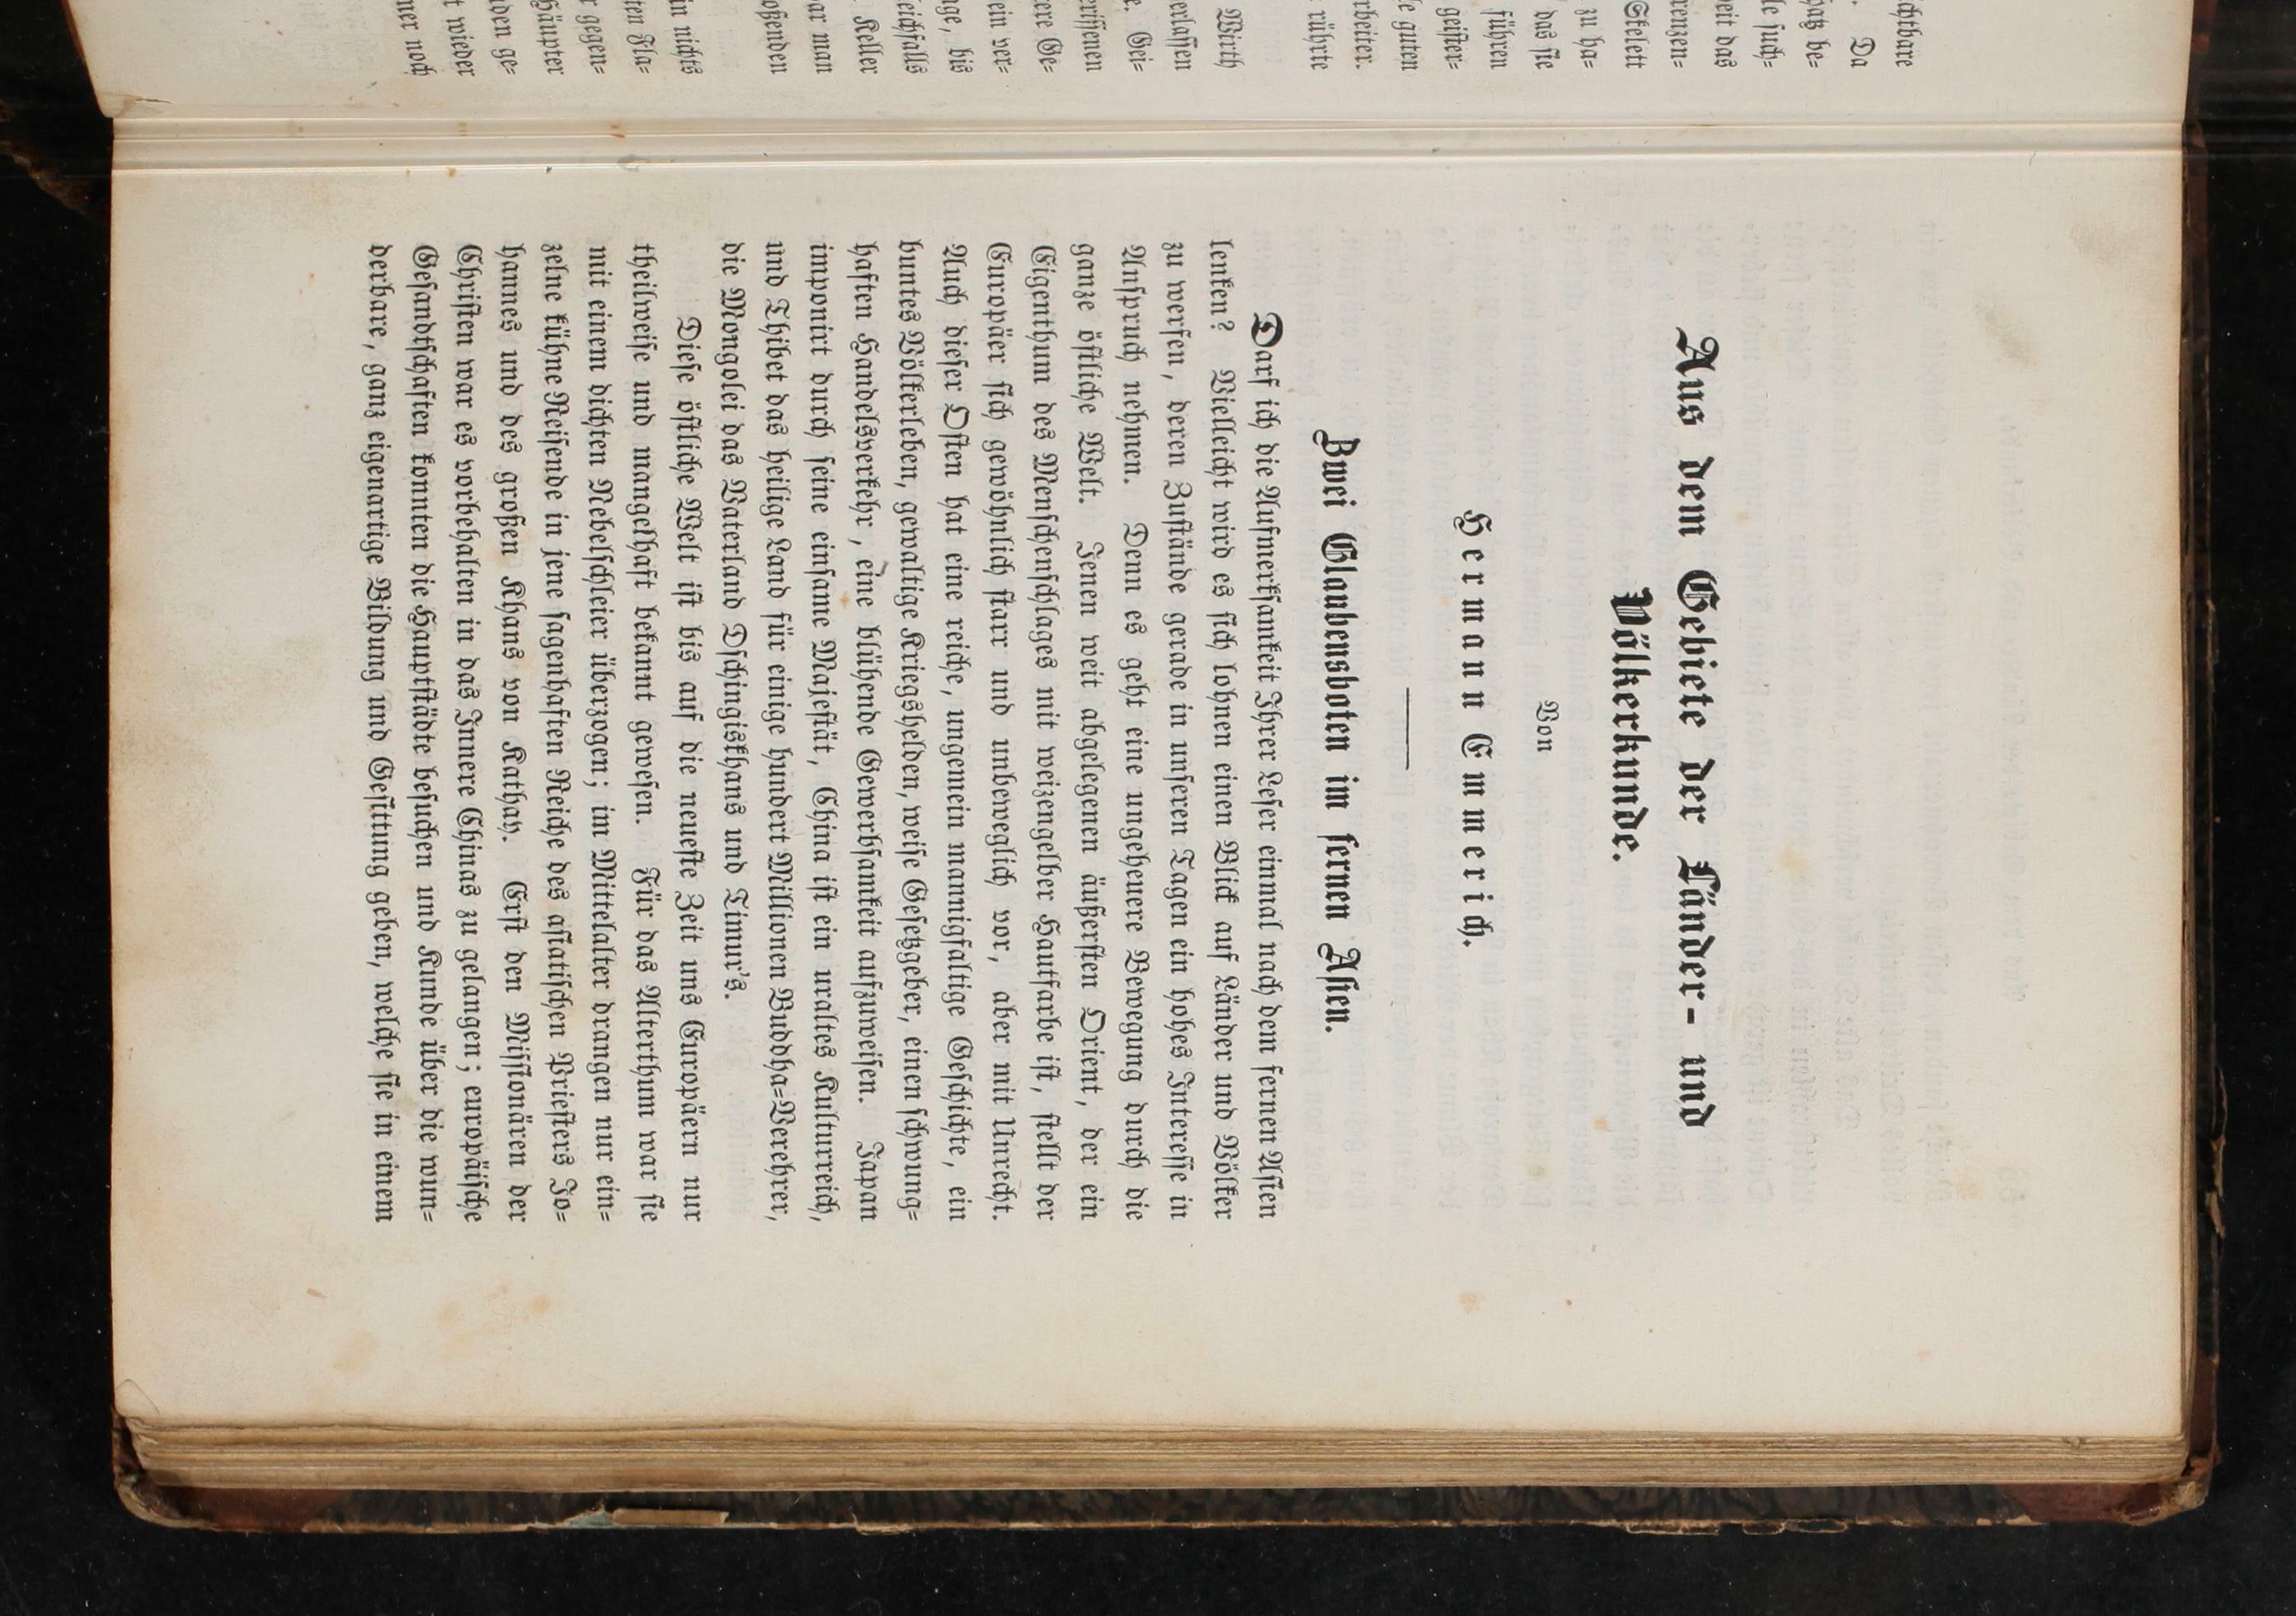 Aus dem Gebiete der Länder- und
Völkerkunde.
Von
Hermann Emmerich.
Zwei Glaubensboten im fernen Asien.
Darf ich die Aufmerksamkeit Ihrer Leser einmal nach dem fernen Asien
lenken? Vielleicht wird es sich lohnen einen Blick auf Länder und Völker
zu werfen, deren Zustände gerade in unseren Tagen ein hohes Interesse in
Anspruch nehmen. Denn es geht eine ungeheuere Bewegung durch die
ganze östliche Welt. Jenen weit abgelegenen äußersten Orient, der ein
Eigenthum des Menschenschlages mit weizengelber Hautfarbe ist, stellt der
Europäer sich gewöhnlich starr und unbeweglich vor, aber mit Unrecht.
Auch dieser Osten hat eine reiche, ungemein mannigfaltige Geschichte, ein
buntes Völkerleben, gewaltige Kriegshelden, weise Gesetzgeber, einen schwung=
haften Handelsverkehr, eine blühende Gewerbsamkeit aufzuweisen. Japan
imponirt durch seine einsame Majestät, China ist ein uraltes Kulturreich,
und Thibet das heilige Land für einige hundert Millionen Buddha=Verehrer,
die Mongolei das Vaterland Dschingiskhans und Timur's.
Diese östliche Welt ist bis auf die neueste Zeit uns Europäern nur
theilweise und mangelhaft bekannt gewesen. Für das Alterthum war sie
mit einem dichten Nebelschleier überzogen; im Mittelalter drangen nur ein=
zelne kühne Reisende in jene sagenhaften Reiche des asiatischen Priesters Jo=
hannes und des großen Khans von Kathay. Erst den Missionären der
Christen war es vorbehalten in das Innere Chinas zu gelangen; europäische
Gesandtschaften konnten die Hauptstädte besuchen und Kunde über die wun=
derbare, ganz eigenartige Bildung und Gesittung geben, welche sie in einem